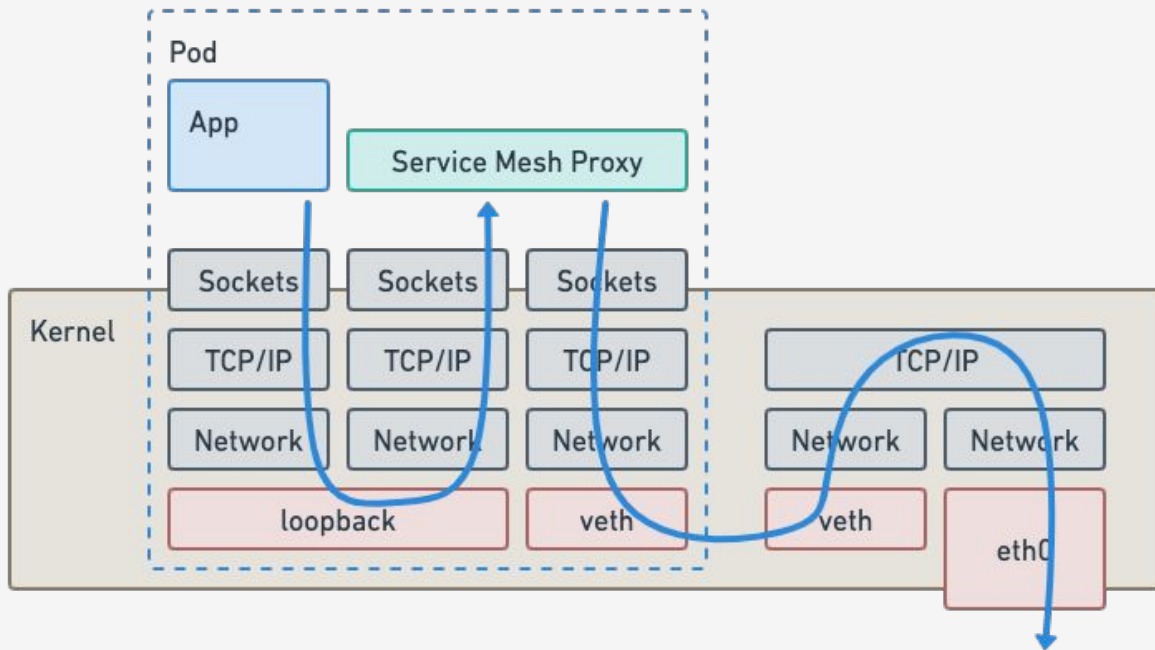 Pod
App
Service Mesh Proxy
Sockets
Sockets
Sockets
Kernel
TCP/IP
TCP/IP
TCP/IP
TCP/IP
Network
Network
Network
Network
Network
loopback
veth
veth
eth0